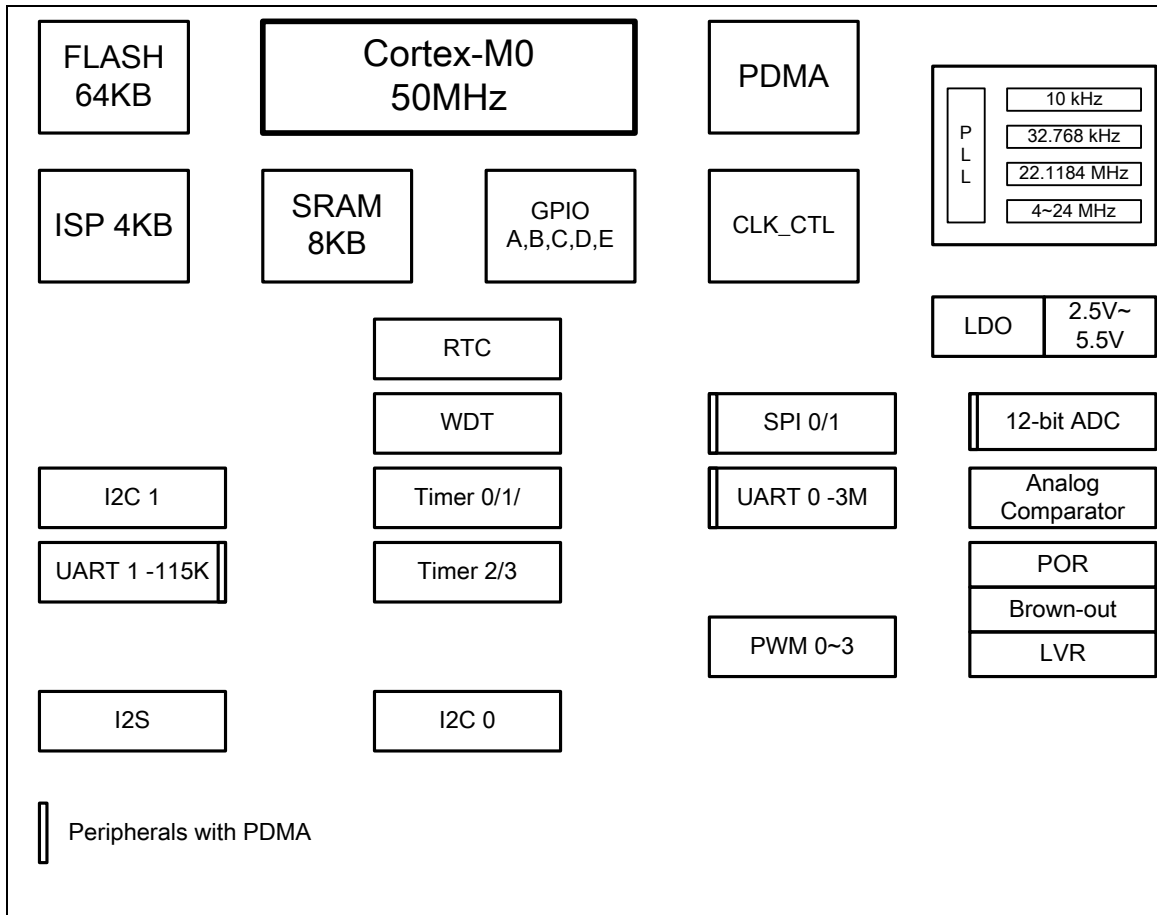 FLASH
64KB
Cortex-M0
50MHz
PDMA
PLL
10 kHz
32.768 kHz
22.1184 MHz
4~24 MHz
ISP 4KB
SRAM
8KB
GPIO
A,B,C,D,E
CLK_CTL
LDO
2.5V~
5.5V
RTC
WDT
SPI 0/1
12-bit ADC
I2C 1
Timer 0/1/
UART 0 -3M
Analog
Comparator
UART 1 -115K
Timer 2/3
POR
Brown-out
PWM 0~3
LVR
I2S
I2C 0
Peripherals with PDMA